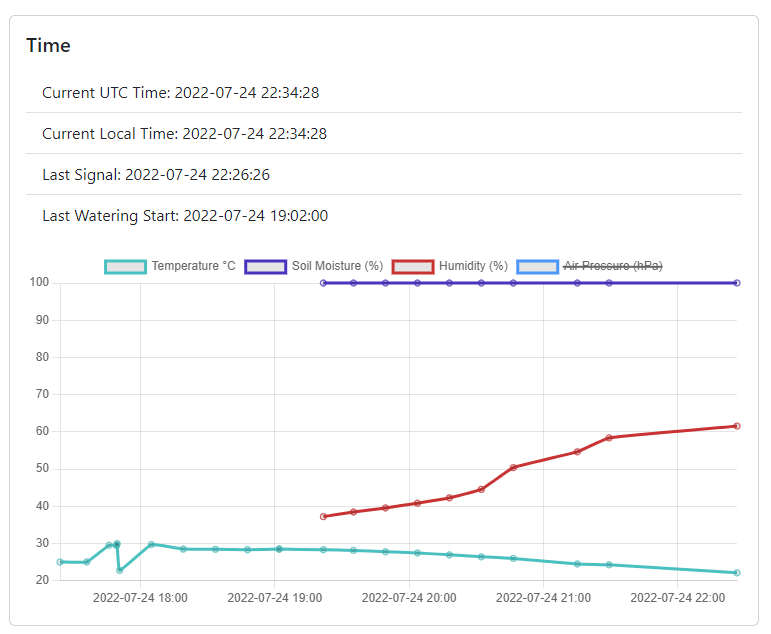 Time
Current UTC Time: 2022-07-24 22:34:28
Current Local Time: 2022-07-24 22:34:28
Last Signal: 2022-07-24 22:26:26
Last Watering Start: 2022-07-24 19:02:00
Temperature °C Soil Moisture (%) Humidity (%) Air Pressure (hPa)
100
90
80
70
60
50
40
30
20
2022-07-24 18:00 2022-07-24 19:00 2022-07-24 20:00 2022-07-24 21:00 2022-07-24 22:00